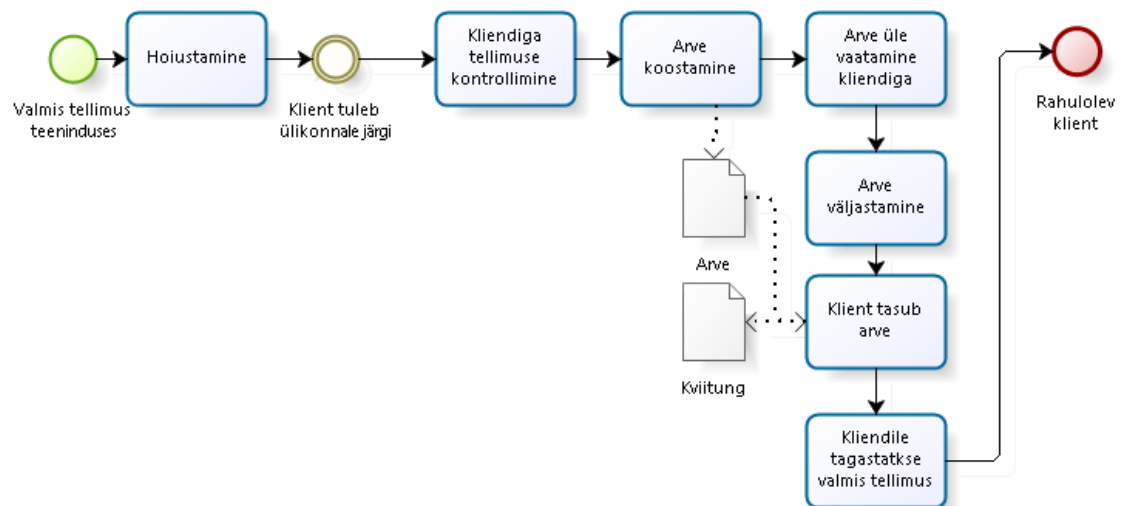 Hoiustamine
Valmis tellimus
teeninduses
Klient tuleb
ülikonnale järgi
Kliendiga
tellimuse
kontrollimine
Arve
koostamine
Arve üle
vaatamine
kliendiga
Rahulolev
klient
Arve
väljastamine
Arve
Klient tasub
arve
Kviitung
Kliendile
tagastatkse
valmis tellimus